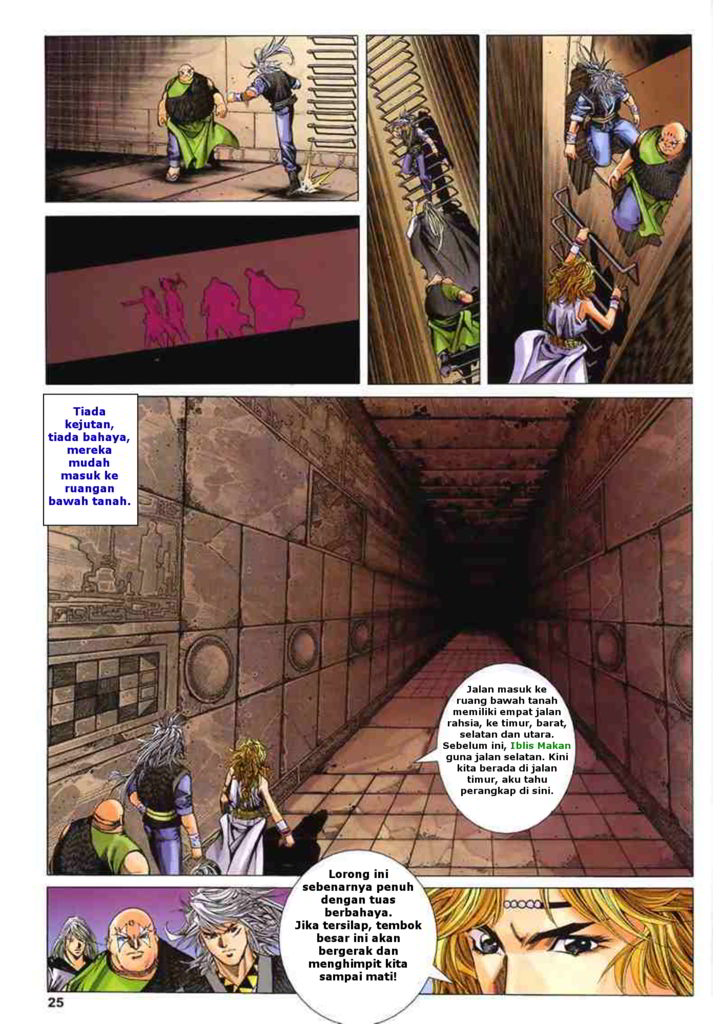 Tiada
kejutan,
tiada bahaya,
mereka
mudah
masuk ke
ruangan
bawah tanah.
Jalan masuk ke
ruang bawah tanah
memiliki empat jalan
rahsia, ke timur, barat,
selatan dan utara.
Sebelum ini, Iblis Makan
guna jalan selatan. Kini
kita berada di jalan
timur, aku tahu
perangkap di sini.
Lorong ini
sebenarnya penuh
dengan tuas
berbahaya.
Jika tersilap, tembok
besar ini akan
bergerak dan
menghimpit kita
sampai mati!
25